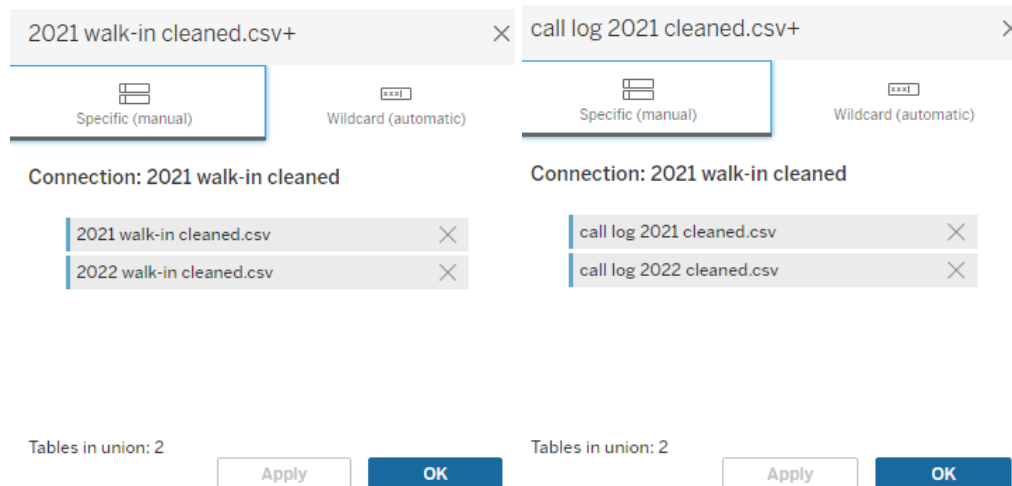 2021 walk-in cleaned.csv+
Specific (manual)
Wildcard (automatic)
Connection: 2021 walk-in cleaned
2021 walk-in cleaned.csv
2022 walk-in cleaned.csv
Tables in union: 2
Apply
OK
call log 2021 cleaned.csv+
Specific (manual)
Wildcard (automatic)
Connection: 2021 walk-in cleaned
call log 2021 cleaned.csv
call log 2022 cleaned.csv
Tables in union: 2
Apply
OK